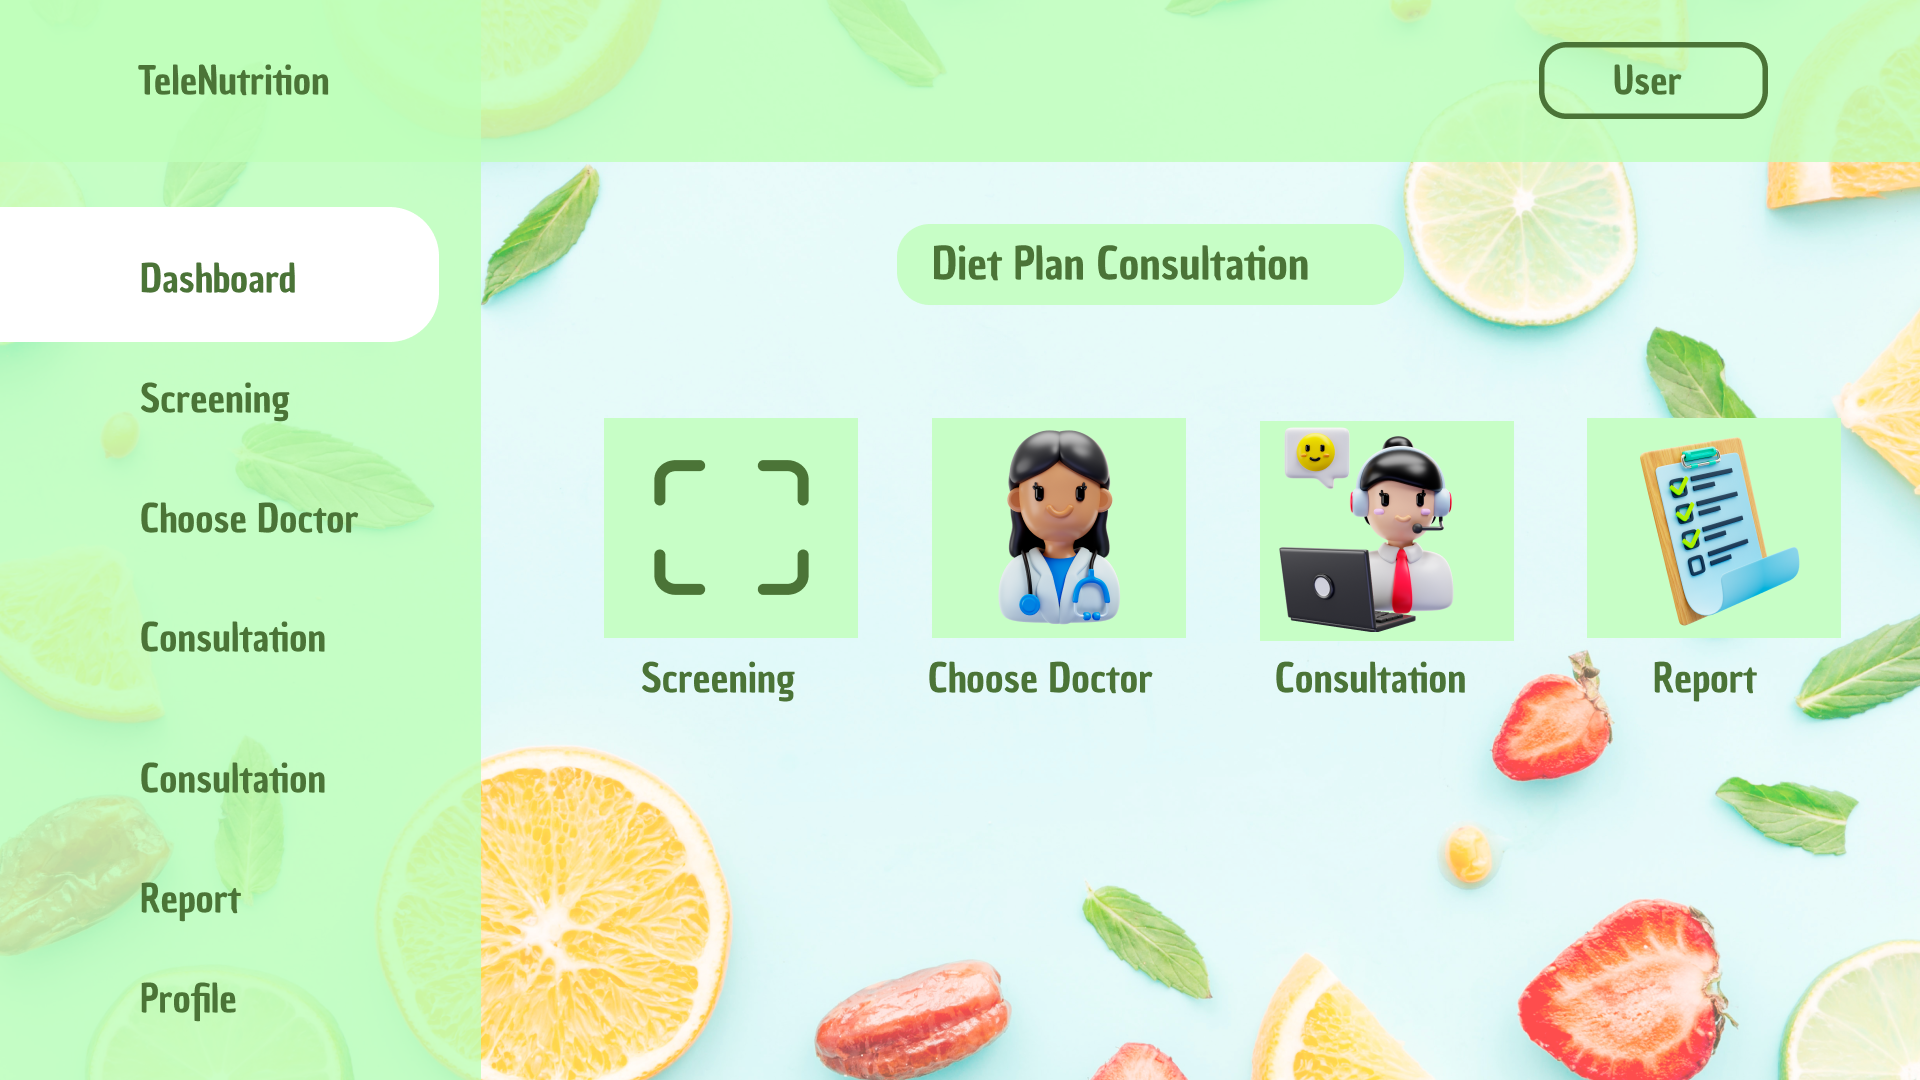 TeleNutrition
User
Dashboard
Screening
Choose Doctor
Consultation
Consultation
Report
Profile
Diet Plan Consultation
Screening
Choose Doctor
Consultation
Report